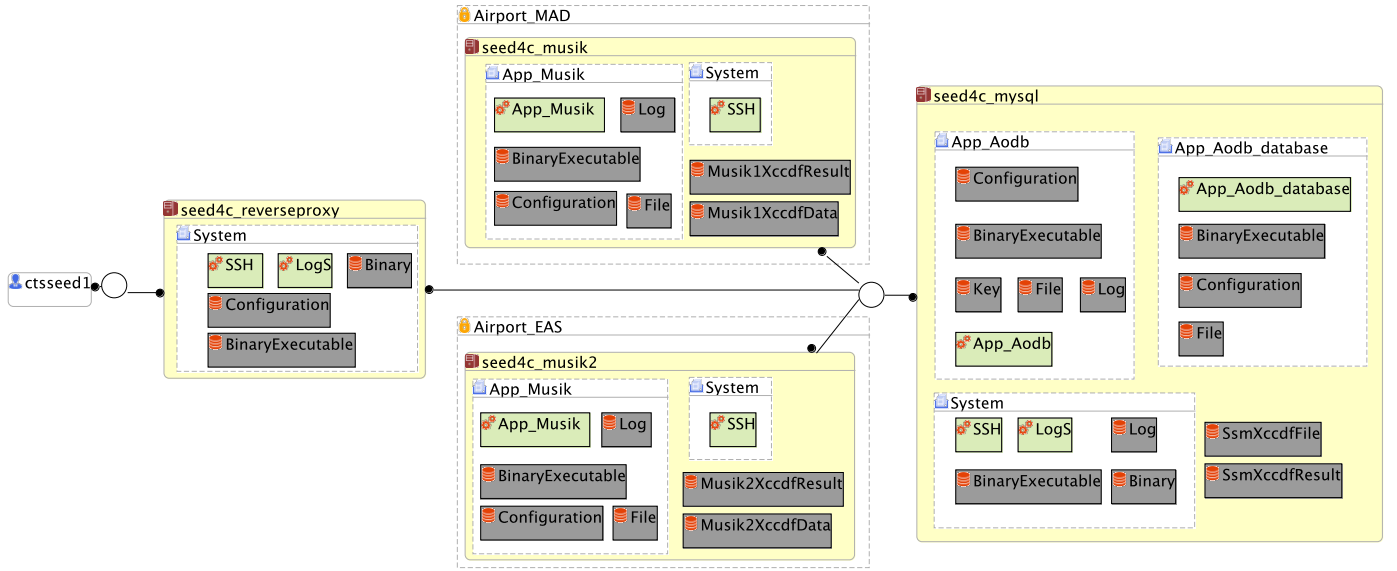 ctsseed1
seed4c_reverseproxy
System
SSH
LogS
Binary
Configuration
BinaryExecutable
Airport_MAD
seed4c_musik
App_Musik
App_Musik
Log
BinaryExecutable
Configuration
File
System
SSH
Musik1XccdfResult
Musik1XccdfData
Airport_EAS
seed4c_musik2
App_Musik
App_Musik
Log
BinaryExecutable
Configuration
File
System
SSH
Musik2XccdfResult
Musik2XccdfData
seed4c_mysql
App_Aodb
Configuration
BinaryExecutable
Key
File
Log
App_Aodb
App_Aodb_database
App_Aodb_database
BinaryExecutable
Configuration
File
System
SSH
LogS
Log
BinaryExecutable
Binary
SsmXccdfFile
SsmXccdfResult